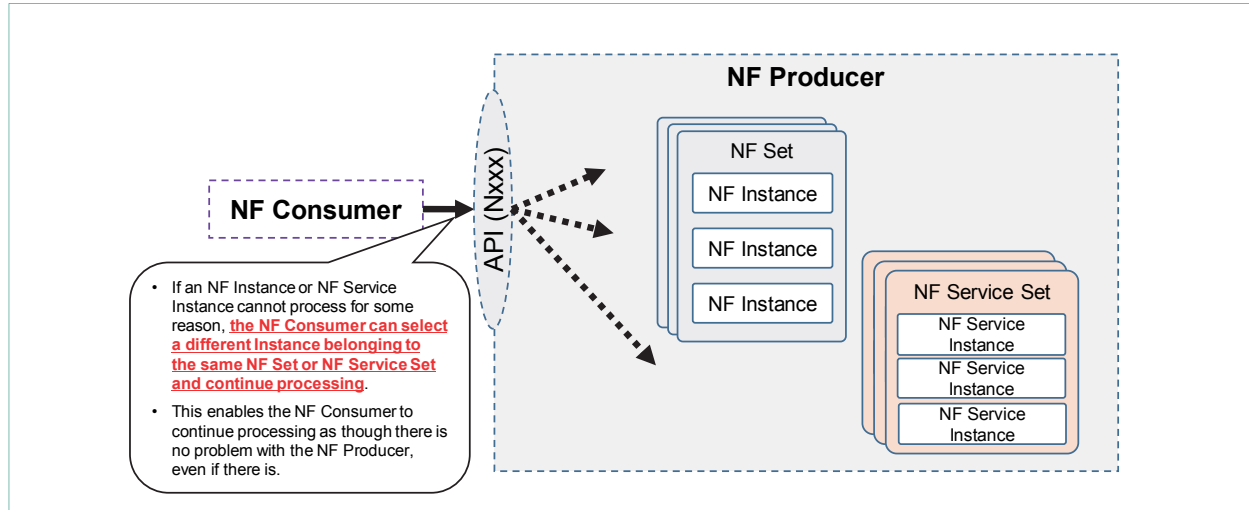 NF Producer
NF Consumer
API (Nxxx)
NF Set
NF Instance
NF Instance
NF Instance
NF Service Set
NF Service
Instance
NF Service
Instance
NF Service
Instance
• If an NF Instance or NF Service
Instance cannot process for some
reason, the NF Consumer can select
a different Instance belonging to
the same NF Set or NF Service Set
and continue processing.
• This enables the NF Consumer to
continue processing as though there is
no problem with the NF Producer,
even if there is.